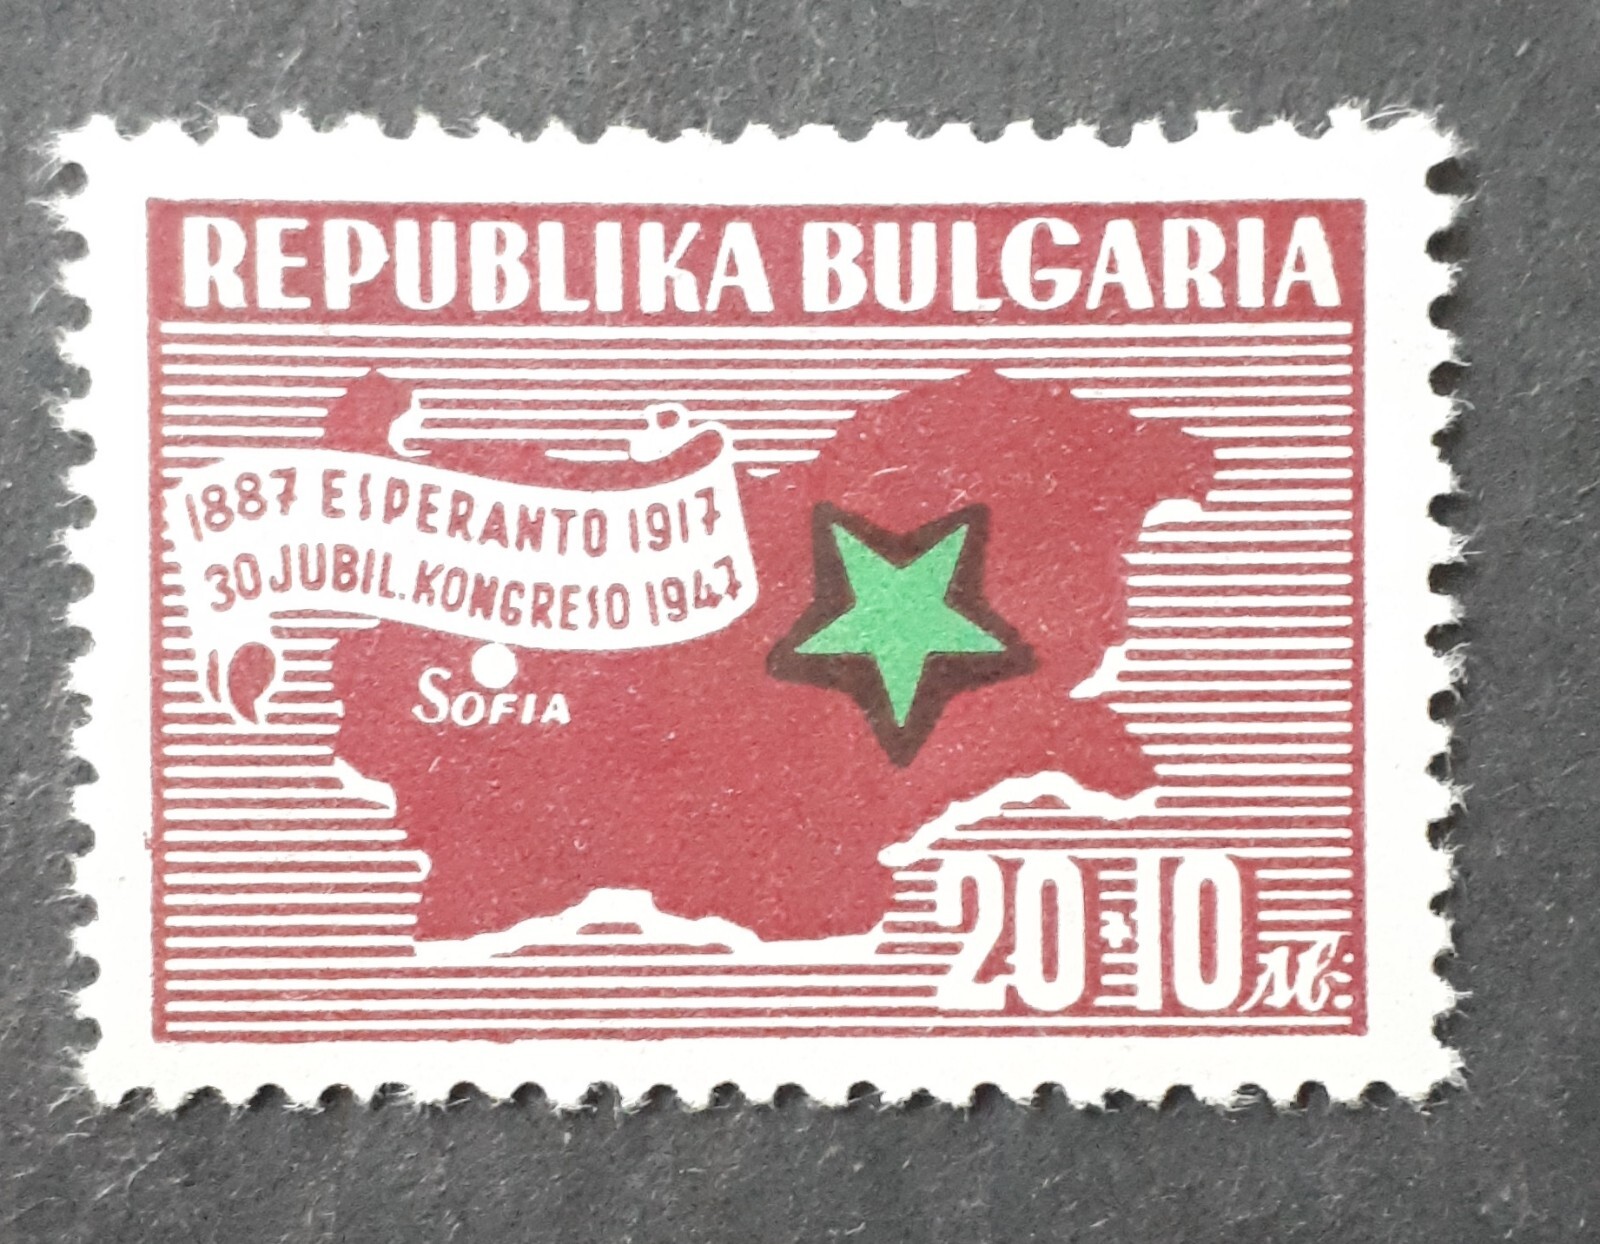 REPUBLIKA BULGARIA
1887 ESPERANTO 1917
30 JUBIL. KONGRESO 1947
SOFIA
20+10 лв.